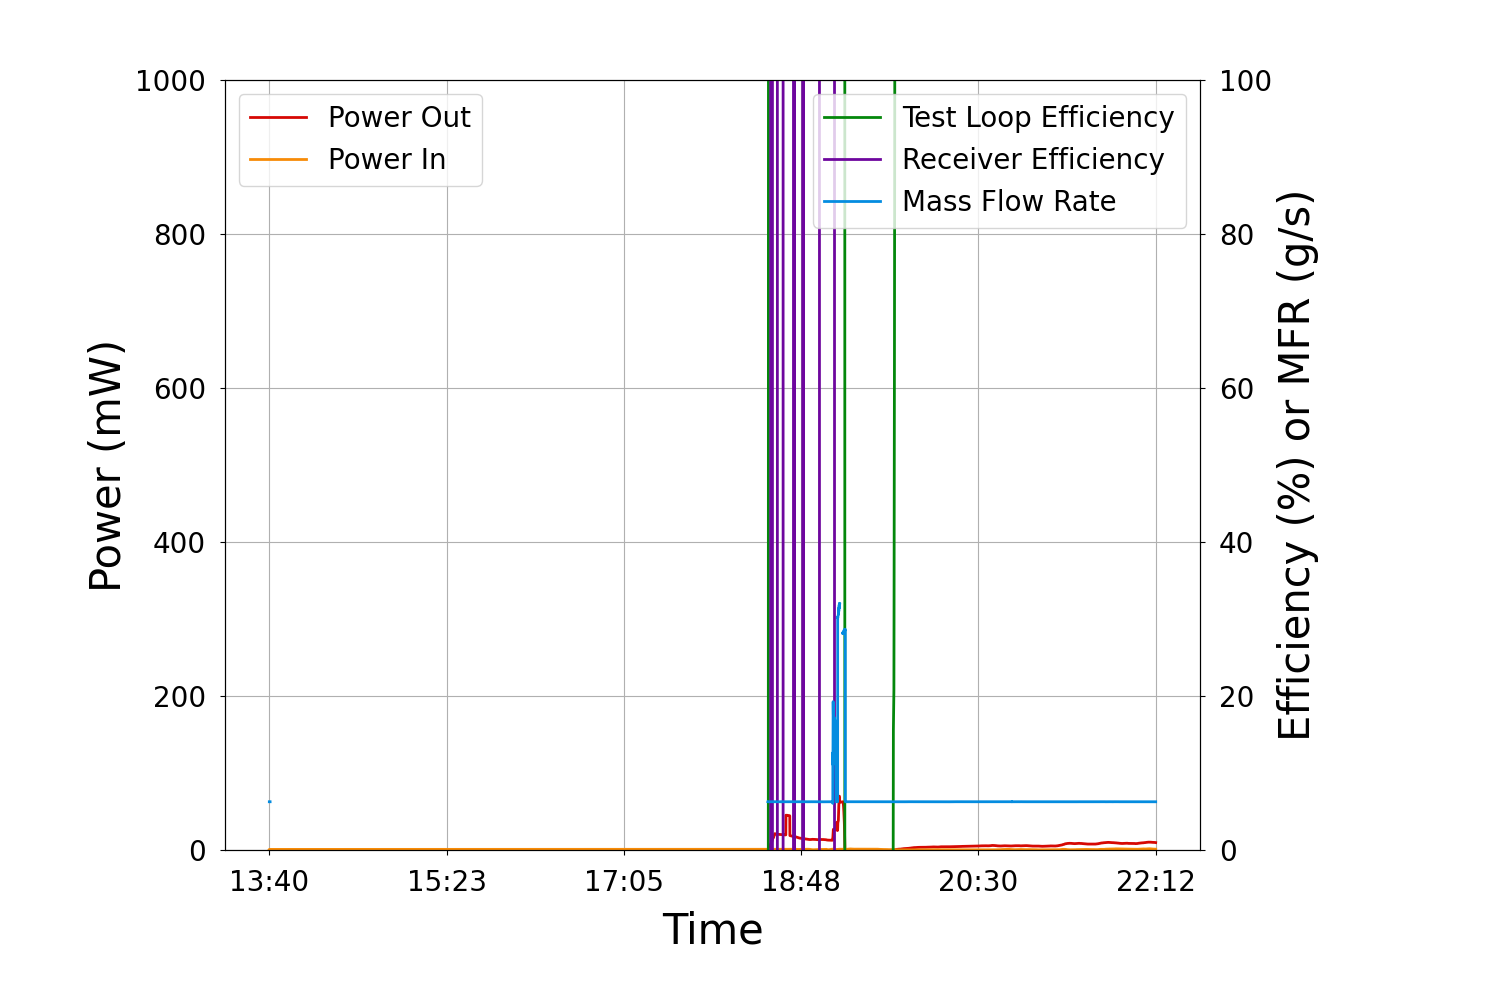 1000
800
600
400
200
0
Power (mW)
Power Out
Power In
Test Loop Efficiency
Receiver Efficiency
Mass Flow Rate
100
80
60
40
20
0
Efficiency (%) or MFR (g/s)
13:40 15:23 17:05 18:48 20:30 22:12
Time